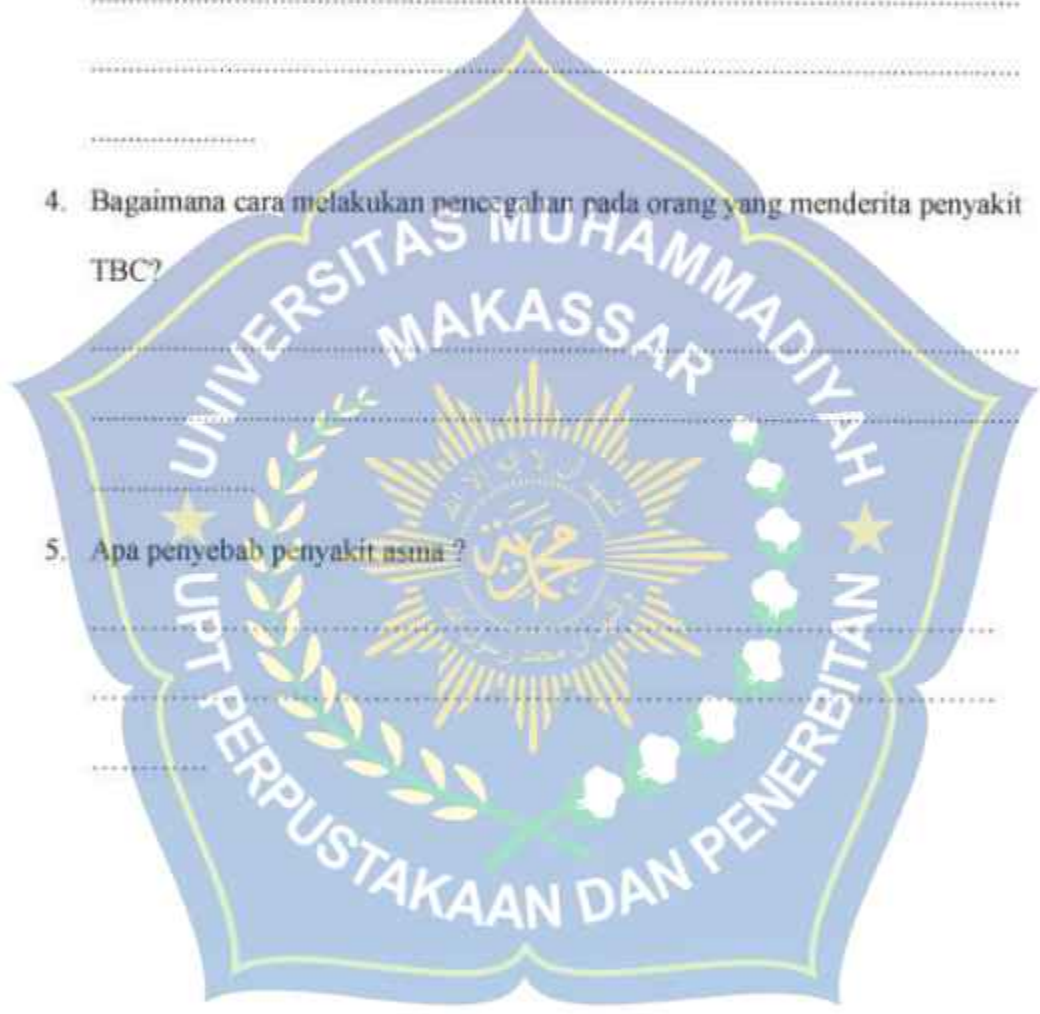 4. Bagaimana cara melakukan pencegahan pada orang yang menderita penyakit
TBC?
5. Apa penyebab penyakit asma ?
UNIVERSITAS MUHAMMADIYAH
MAKASSAR
UPT PERPUSTAKAAN DAN PENERBITAN
محمد